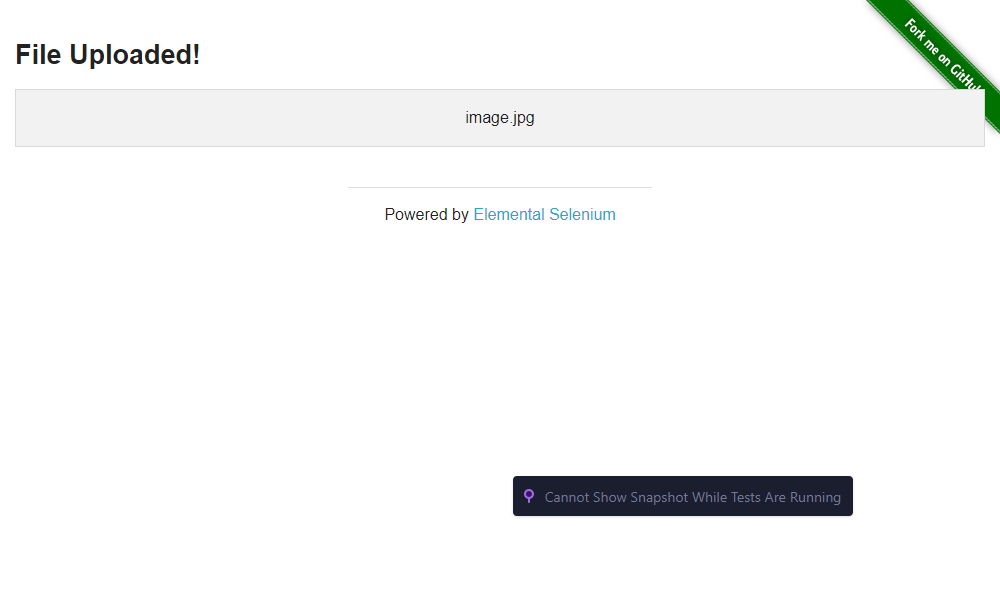 File Uploaded!
Fork me on GitHub
image.jpg
Powered by Elemental Selenium
Cannot Show Snapshot While Tests Are Running